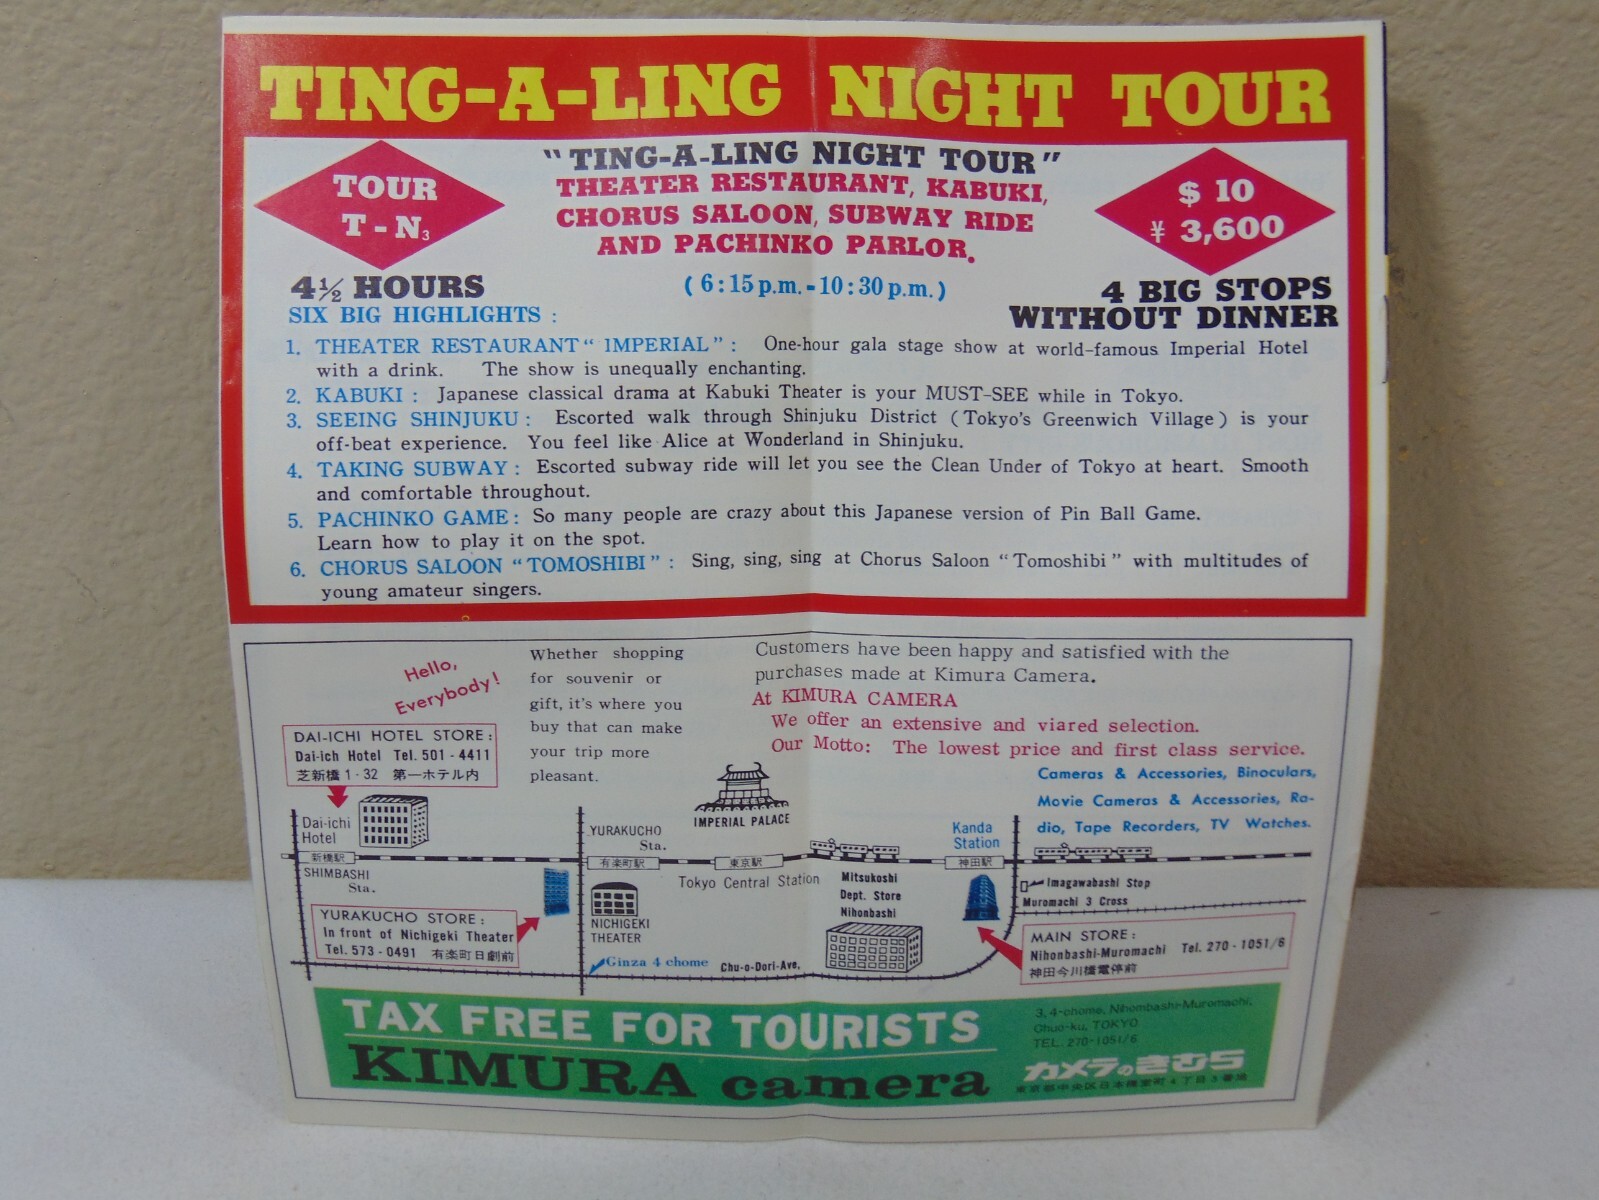 TING-A-LING NIGHT TOUR
TOUR
T - N3
"TING-A-LING NIGHT TOUR"
THEATER RESTAURANT, KABUKI,
CHORUS SALOON, SUBWAY RIDE
AND PACHINKO PARLOR.
$ 10
¥ 3,600
4½ HOURS
(6:15 p.m. - 10:30 p.m.)
4 BIG STOPS
WITHOUT DINNER
SIX BIG HIGHLIGHTS :
1. THEATER RESTAURANT " IMPERIAL " : One-hour gala stage show at world-famous Imperial Hotel
with a drink. The show is unequally enchanting.
2. KABUKI : Japanese classical drama at Kabuki Theater is your MUST-SEE while in Tokyo.
3. SEEING SHINJUKU : Escorted walk through Shinjuku District ( Tokyo's Greenwich Village ) is your
off-beat experience. You feel like Alice at Wonderland in Shinjuku.
4. TAKING SUBWAY : Escorted subway ride will let you see the Clean Under of Tokyo at heart. Smooth
and comfortable throughout.
5. PACHINKO GAME : So many people are crazy about this Japanese version of Pin Ball Game.
Learn how to play it on the spot.
6. CHORUS SALOON "TOMOSHIBI" : Sing, sing, sing at Chorus Saloon "Tomoshibi" with multitudes of
young amateur singers.
Hello,
Everybody!
Whether shopping
for souvenir or
gift, it's where you
buy that can make
your trip more
pleasant.
Customers have been happy and satisfied with the
purchases made at Kimura Camera.
At KIMURA CAMERA
We offer an extensive and viared selection.
Our Motto: The lowest price and first class service.
Cameras & Accessories, Binoculars,
Movie Cameras & Accessories, Ra-
dio, Tape Recorders, TV Watches.
DAI-ICHI HOTEL STORE :
Dai-ich Hotel Tel. 501 - 4411
芝新橋1・32 第一ホテル内
Dai-ichi
Hotel
新橋駅
SHIMBASHI
Sta.
YURAKUCHO
Sta.
有楽町駅
IMPERIAL PALACE
東京駅
Tokyo Central Station
Kanda
Station
神田駅
Mitsukoshi
Dept. Store
Nihonbashi
Imagawabashi Stop
Muromachi 3 Cross
NICHIGEKI
THEATER
YURAKUCHO STORE :
In front of Nichigeki Theater
Tel. 573 - 0491 有楽町日劇前
Ginza 4 chome
Chu-o-Dori-Ave,
MAIN STORE :
Nihonbashi-Muromachi Tel. 270 - 1051/6
神田今川橋電停前
TAX FREE FOR TOURISTS
KIMURA camera
3, 4-chome, Nihombashi-Muromachi,
Chuo-ku, TOKYO
TEL. 270-1051/6
カメラのきむら
東京都中央区日本橋室町4丁目3番地